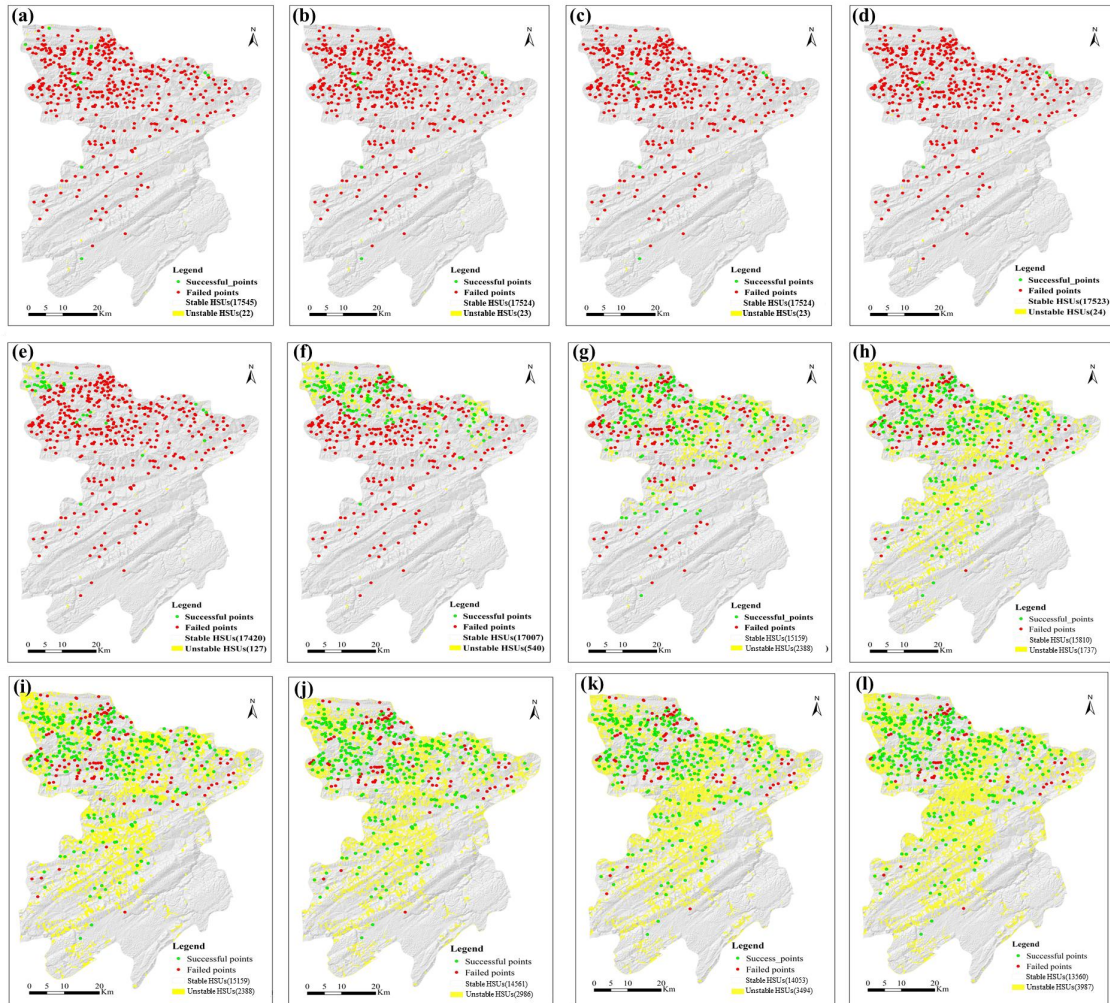 (a)
N
Legend
Successful_points
Failed points
Stable HSUs(17545)
Unstable HSUs(22)
0 5 10 20
Km
(b)
N
Legend
Successful points
Failed points
Stable HSUs(17524)
Unstable HSUs(23)
0 5 10 20
Km
(c)
N
Legend
Successful points
Failed points
Stable HSUs(17524)
Unstable HSUs(23)
0 5 10 20
Km
(d)
N
Legend
Successful points
Failed points
Stable HSUs(17523)
Unstable HSUs(24)
0 5 10 20
Km
(e)
N
Legend
Successful points
Failed points
Stable HSUs(17420)
Unstable HSUs(127)
0 5 10 20
Km
(f)
N
Legend
Successful points
Failed points
Stable HSUs(17007)
Unstable HSUs(540)
0 5 10 20
Km
(g)
N
Legend
Successful_points
Failed points
Stable HSUs(15159)
Unstable HSUs(2388) )
0 5 10 20
Km
(h)
N
Legend
Successful_points
Failed points
Stable HSUs(15810)
Unstable HSUs(1737)
0 5 10 20
Km
(i)
N
Legend
Successful points
Failed points
Stable HSUs(15159)
Unstable HSUs(2388)
0 5 10 20
Km
(j)
N
Legend
Successful points
Failed points
Stable HSUs(14561)
Unstable HSUs(2986)
0 5 10 20
Km
(k)
N
Legend
Success_points
Failed points
Stable HSUs(14053)
Unstable HSUs(3494)
0 5 10 20
Km
(l)
N
Legend
Successful points
Failed points
Stable HSUs(13560)
Unstable HSUs(3987)
0 5 10 20
Km